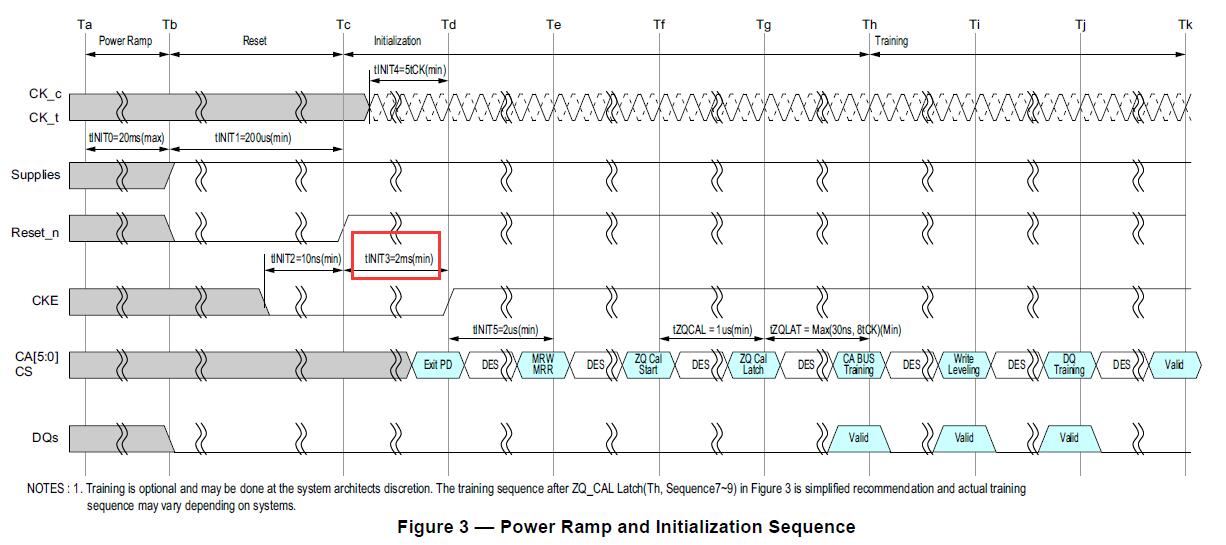 Ta Tb Tc Td Te Tf Tg Th Ti Tj Tk
Power Ramp Reset Initialization Training
tINIT4=5tCK(min)
CK_c
CK_t
tINIT0=20ms(max) tINIT1=200us(min)
Supplies
Reset_n
tINIT2=10ns(min) tINIT3=2ms(min)
CKE
tINIT5=2us(min) tZQCAL = 1us(min) tZQLAT = Max(30ns, 8tCK)(Min)
CA[5:0]
CS
Exit PD DES MRW MRR DES ZQ Cal Start DES ZQ Cal Latch DES CA BUS Training DES Write Leveling DES DQ Training DES Valid
DQs Valid Valid Valid
NOTES : 1. Training is optional and may be done at the system architects discretion. The training sequence after ZQ_CAL Latch(Th, Sequence7~9) in Figure 3 is simplified recommendation and actual training
sequence may vary depending on systems.
Figure 3 — Power Ramp and Initialization Sequence